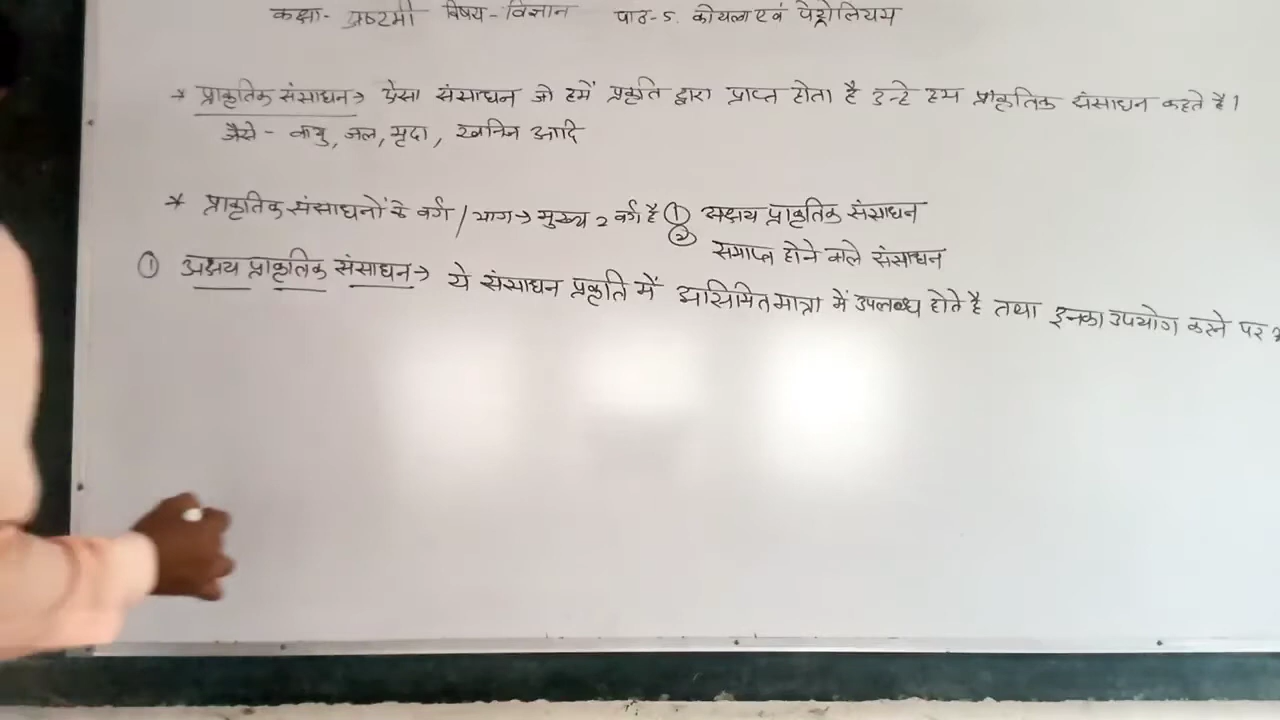 कक्षा- अष्टमी विषय - विज्ञान पाठ-5. कोयला एवं पेट्रोलियम
→ प्राकृतिक संसाधन→ ऐसा संसाधन जो हमें प्रकृति द्वारा प्राप्त होता है उन्हे हम प्राकृतिक संसाधन कहते है।
जैसे - वायु, जल, मृदा, खनिज आदि
* प्राकृतिक संसाधनों के वर्ग / भाग→ मुख्य 2 वर्ग है ① अक्षय प्राकृतिक संसाधन
② समाप्त होने वाले संसाधन
① अक्षय प्राकृतिक संसाधन→ ये संसाधन प्रकृति में असिमित मात्रा में उपलब्ध होते है तथा इनका उपयोग करने पर